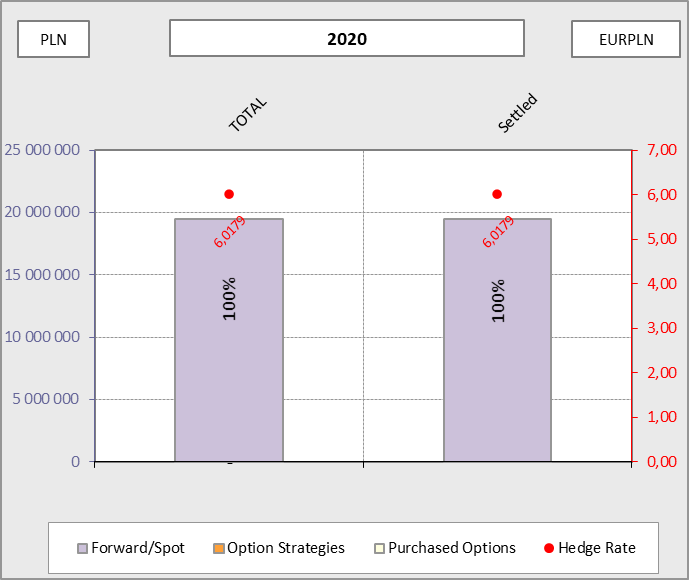 PLN
2020
EURPLN
TOTAL
Settled
25 000 000
20 000 000
15 000 000
10 000 000
5 000 000
0
7,00
6,00
5,00
4,00
3,00
2,00
1,00
0,00
6,0179
6,0179
100%
100%
-
Forward/Spot
Option Strategies
Purchased Options
Hedge Rate